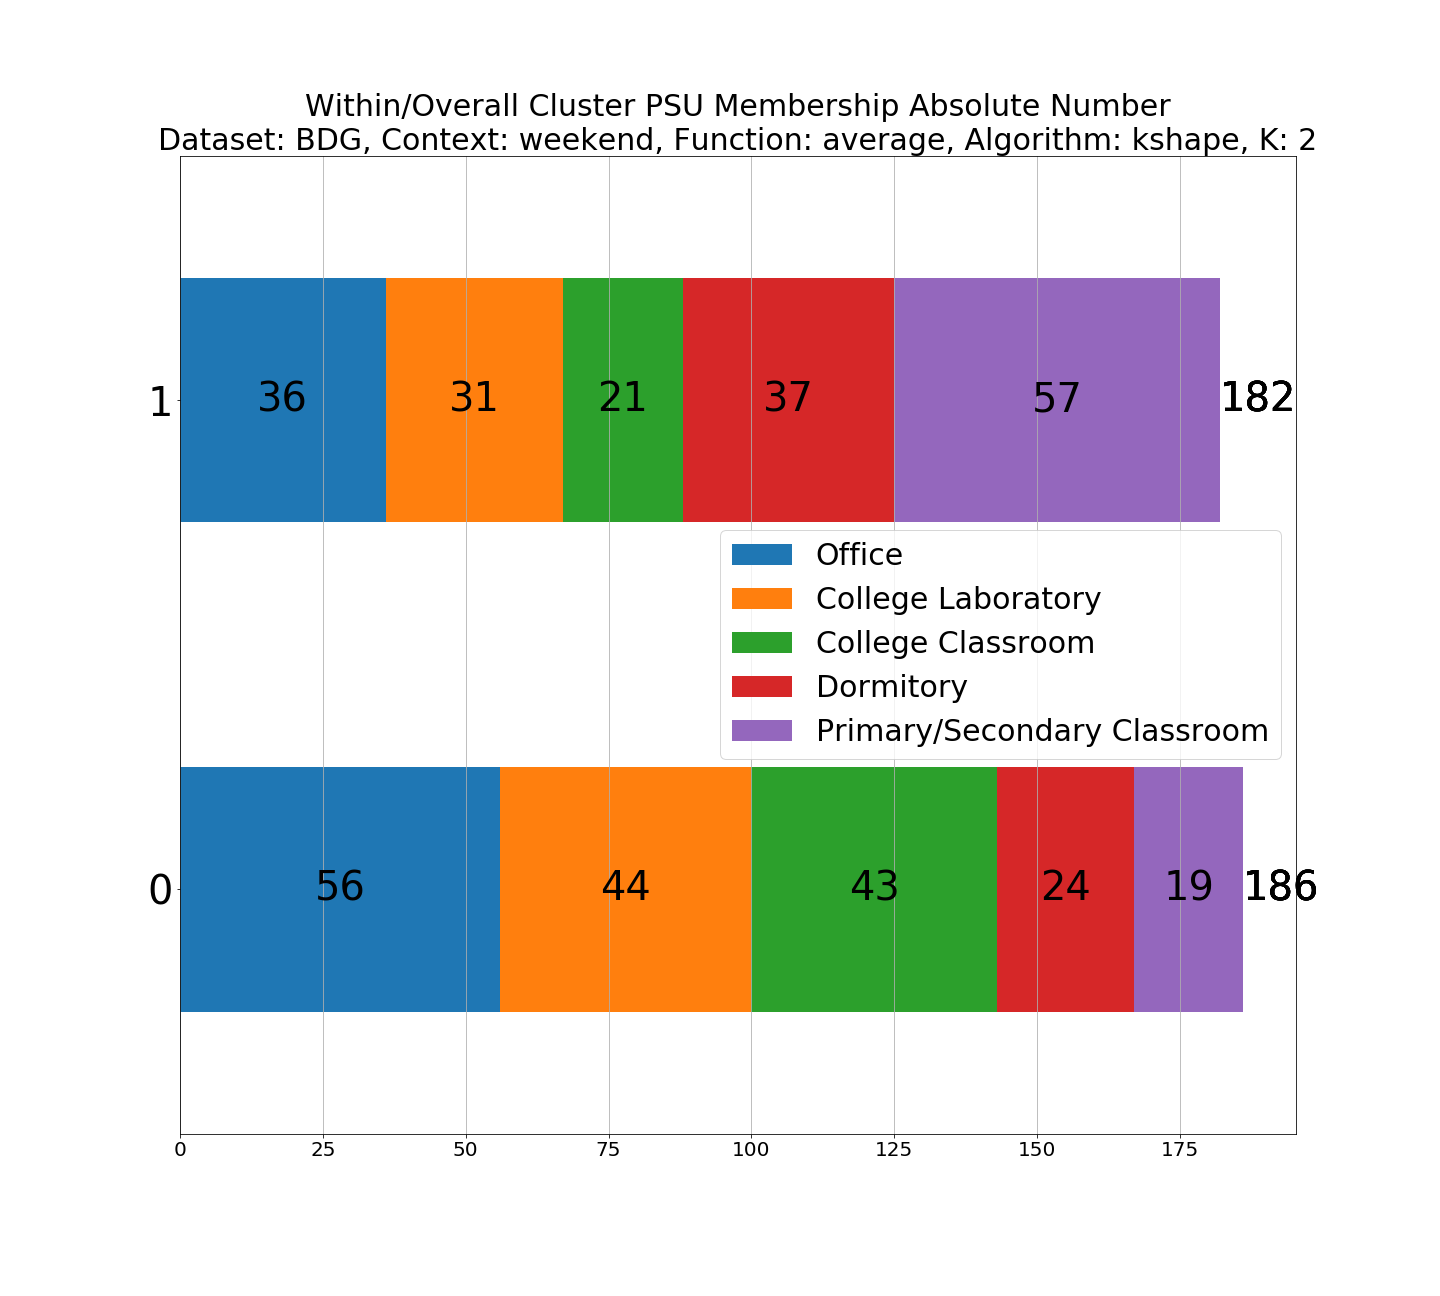 Within/Overall Cluster PSU Membership Absolute Number
Dataset: BDG, Context: weekend, Function: average, Algorithm: kshape, K: 2
1
36 31 21 37 57 182
Office
College Laboratory
College Classroom
Dormitory
Primary/Secondary Classroom
0
56 44 43 24 19 186
0 25 50 75 100 125 150 175